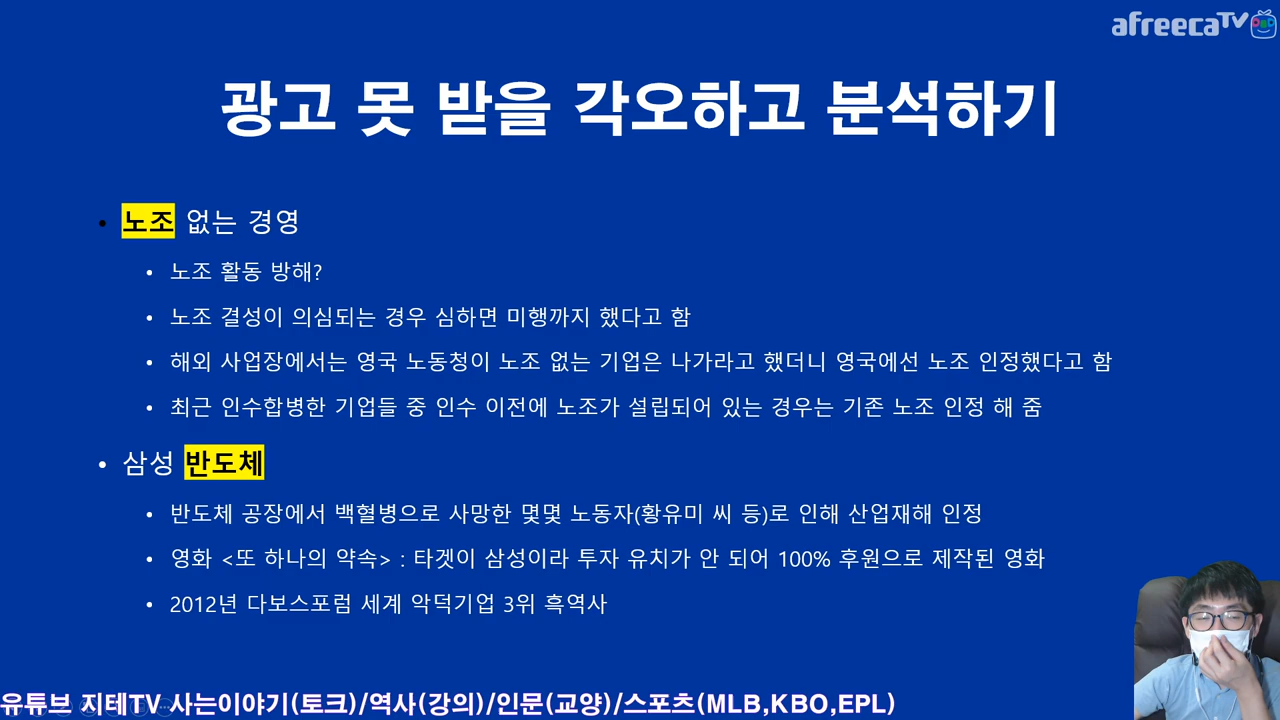 afreecaTV
광고 못 받을 각오하고 분석하기
• 노조 없는 경영
• 노조 활동 방해?
• 노조 결성이 의심되는 경우 심하면 미행까지 했다고 함
• 해외 사업장에서는 영국 노동청이 노조 없는 기업은 나가라고 했더니 영국에선 노조 인정했다고 함
• 최근 인수합병한 기업들 중 인수 이전에 노조가 설립되어 있는 경우는 기존 노조 인정 해 줌
• 삼성 반도체
• 반도체 공장에서 백혈병으로 사망한 몇몇 노동자(황유미 씨 등)로 인해 산업재해 인정
• 영화 <또 하나의 약속> : 타겟이 삼성이라 투자 유치가 안 되어 100% 후원으로 제작된 영화
• 2012년 다보스포럼 세계 악덕기업 3위 흑역사
유튜브 지테TV 사는이야기(토크)/역사(강의)/인문(교양)/스포츠(MLB,KBO,EPL)